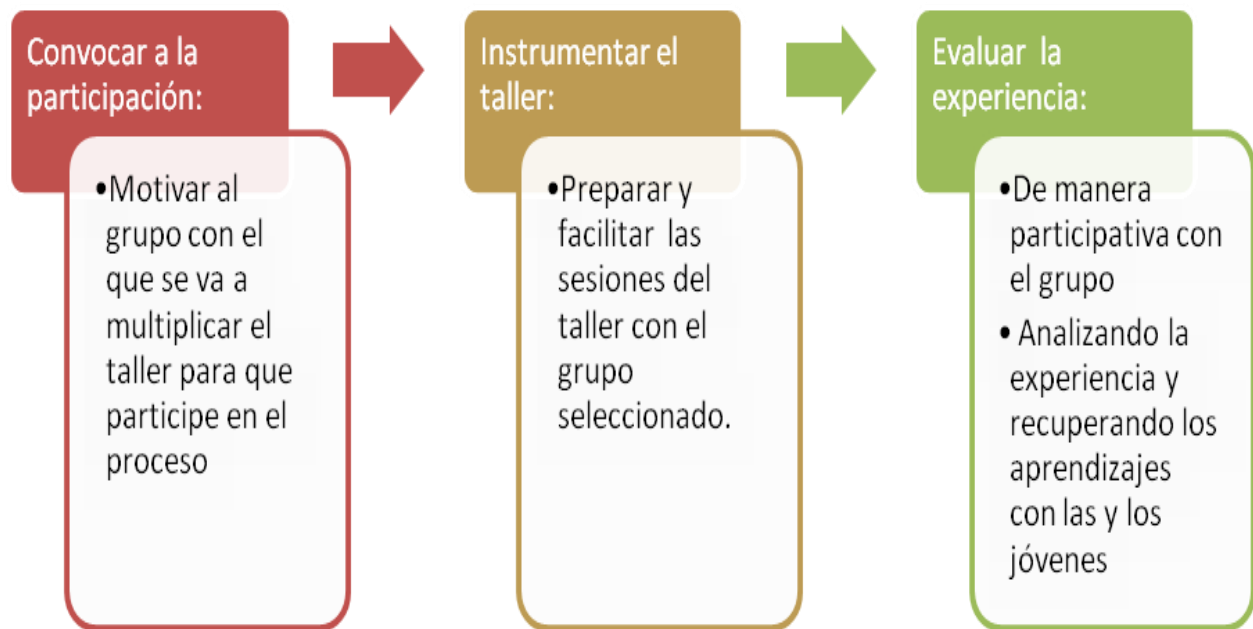 Convocar a la
participación:
•Motivar al
grupo con el
que se va a
multiplicar el
taller para que
participe en el
proceso
Instrumentar el
taller:
•Preparar y
facilitar las
sesiones del
taller con el
grupo
seleccionado.
Evaluar la
experiencia:
•De manera
participativa con
el grupo
• Analizando la
experiencia y
recuperando los
aprendizajes
con las y los
jóvenes